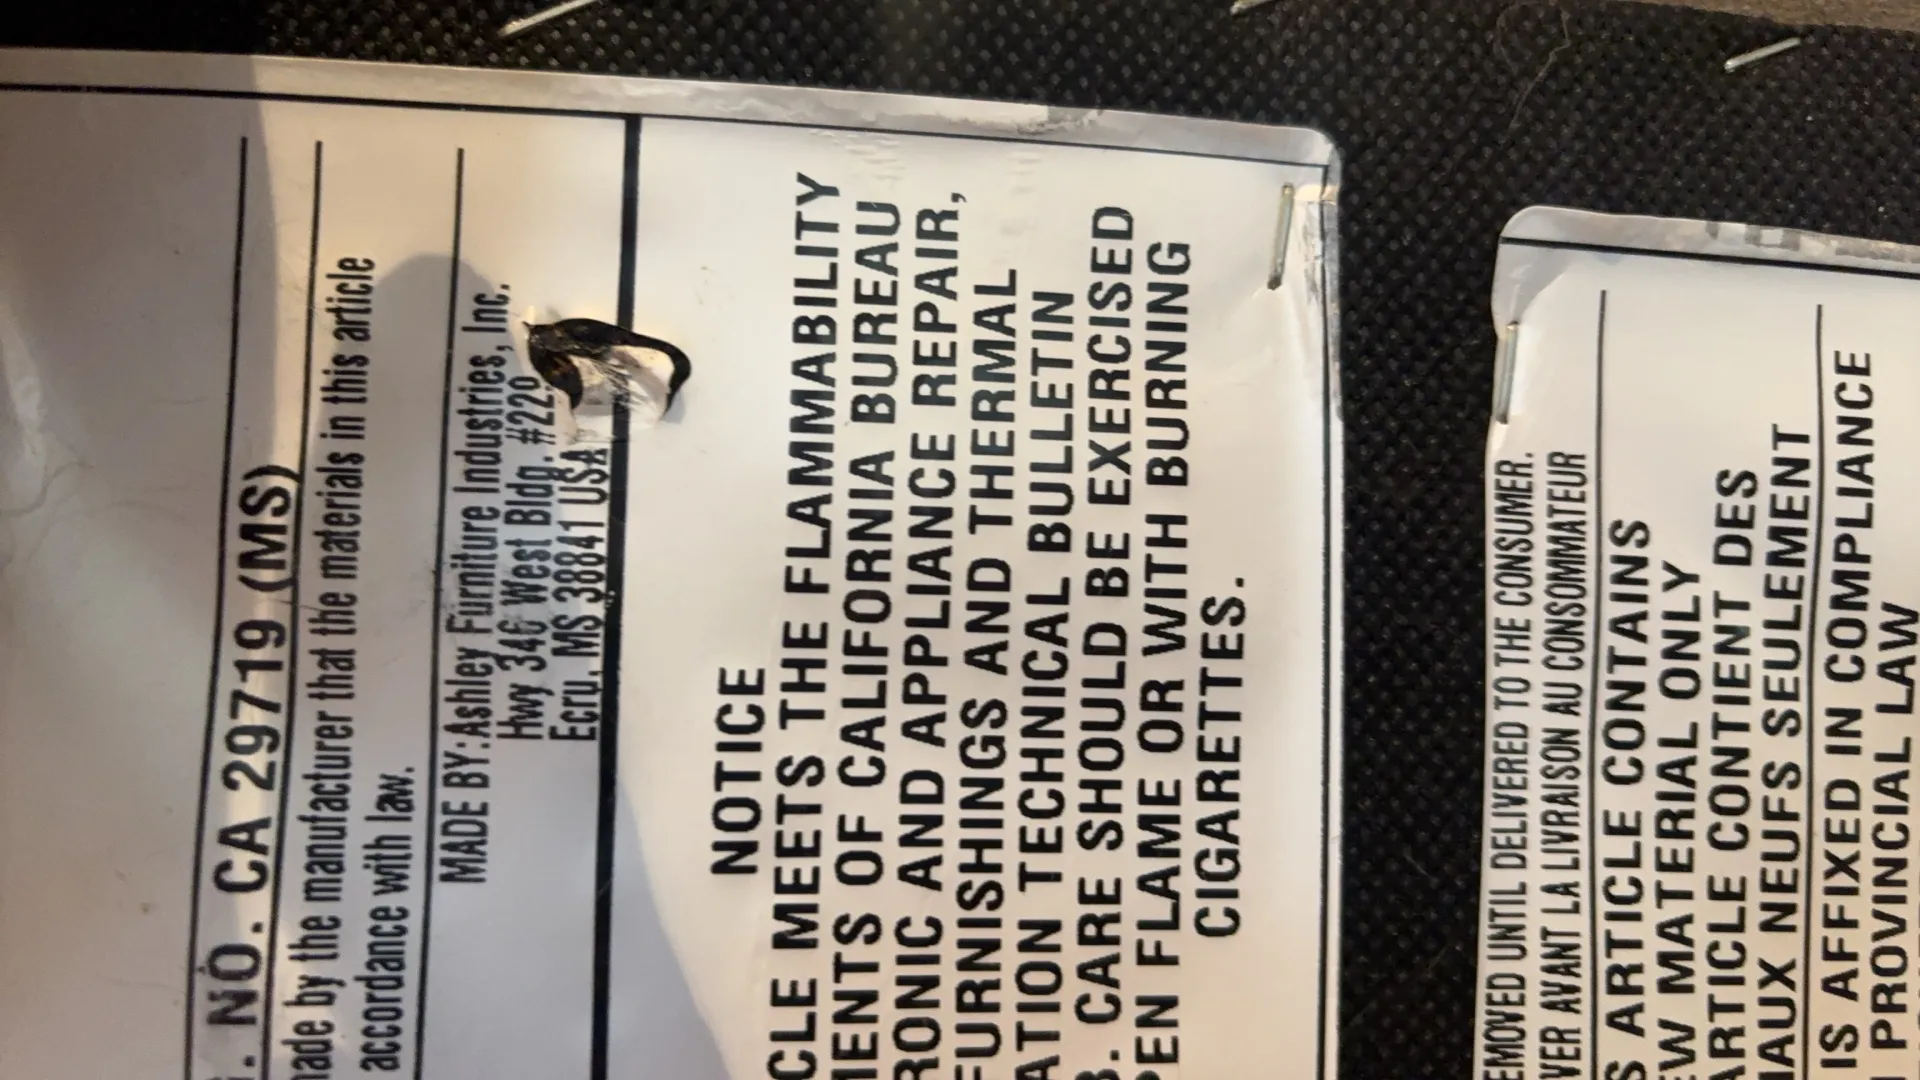 . NO. CA 29719 (MS)
made by the manufacturer that the materials in this article
accordance with law.
MADE BY: Ashley Furniture Industries, Inc.
Hwy 346 West Bldg. #220
Ecru, MS 38841 USA
NOTICE
CLE MEETS THE FLAMMABILITY
MENTS OF CALIFORNIA BUREAU
RONIC AND APPLIANCE REPAIR,
FURNISHINGS AND THERMAL
ATION TECHNICAL BULLETIN
. CARE SHOULD BE EXERCISED
PEN FLAME OR WITH BURNING
CIGARETTES.
EMOVED UNTIL DELIVERED TO THE CONSUMER.
VER AVANT LA LIVRAISON AU CONSOMMATEUR
S ARTICLE CONTAINS
EW MATERIAL ONLY
ARTICLE CONTIENT DES
IAUX NEUFS SEULEMENT
IS AFFIXED IN COMPLIANCE
PROVINCIAL LAW